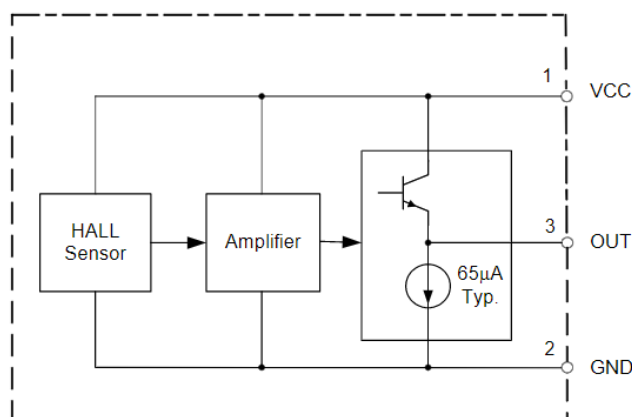 1
VCC
HALL
Sensor
Amplifier
3
OUT
65μA
Typ.
2
GND